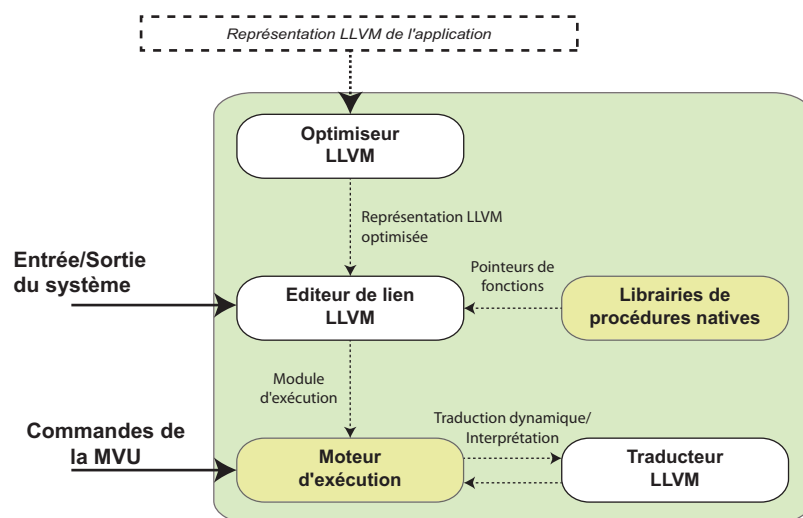 Représentation LLVM de l'application
Optimiseur
LLVM
Représentation LLVM
optimisée
Entrée/Sortie
du système
Editeur de lien
LLVM
Pointeurs de
fonctions
Librairies de
procédures natives
Module
d'exécution
Commandes de
la MVU
Moteur
d'exécution
Traduction dynamique/
Interprétation
Traducteur
LLVM